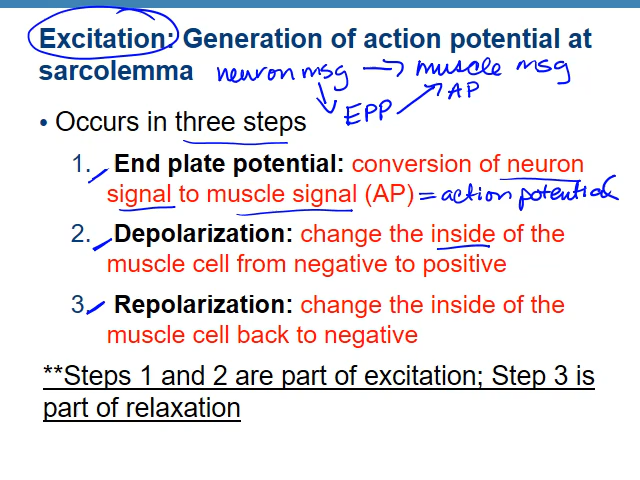 Excitation: Generation of action potential at
sarcolemma neuron msg → muscle msg
EPP AP
• Occurs in three steps
1. End plate potential: conversion of neuron
signal to muscle signal (AP) = action potential
2. Depolarization: change the inside of the
muscle cell from negative to positive
3. Repolarization: change the inside of the
muscle cell back to negative
**Steps 1 and 2 are part of excitation; Step 3 is
part of relaxation